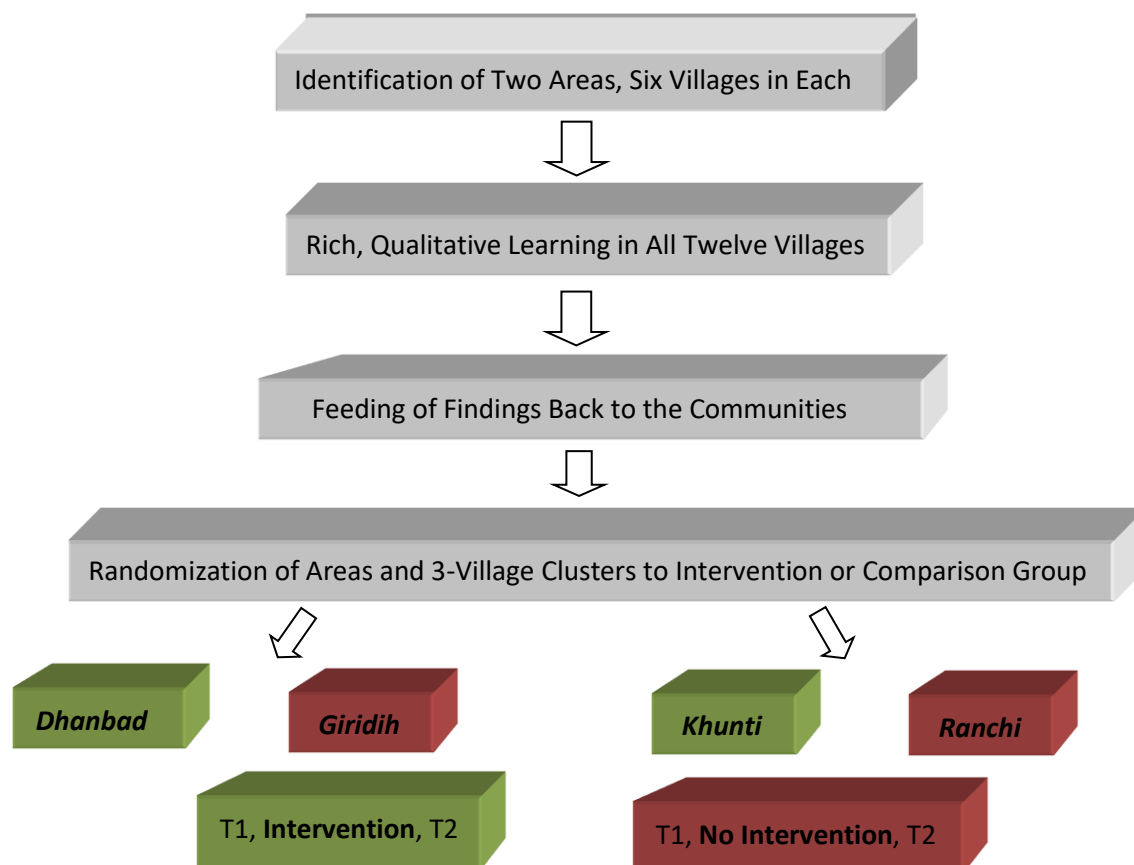 Identification of Two Areas, Six Villages in Each
Rich, Qualitative Learning in All Twelve Villages
Feeding of Findings Back to the Communities
Randomization of Areas and 3-Village Clusters to Intervention or Comparison Group
Dhanbad
Giridih
Khunti
Ranchi
T1, Intervention, T2
T1, No Intervention, T2